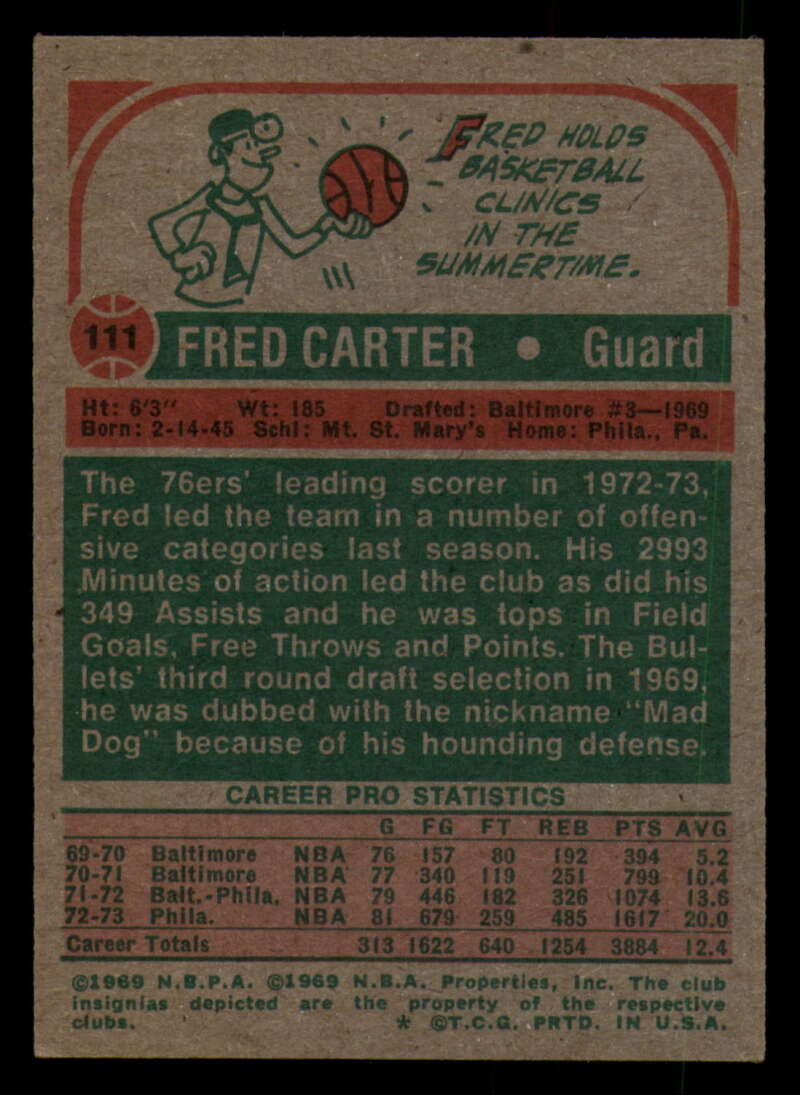 FRED HOLDS
BASKETBALL
CLINICS
IN THE
SUMMERTIME.
111 FRED CARTER • Guard
Ht: 6'3" Wt: 185 Drafted: Baltimore #3—1969
Born: 2-14-45 Schl: Mt. St. Mary's Home: Phila., Pa.
The 76ers' leading scorer in 1972-73,
Fred led the team in a number of offen-
sive categories last season. His 2993
Minutes of action led the club as did his
349 Assists and he was tops in Field
Goals, Free Throws and Points. The Bul-
lets' third round draft selection in 1969,
he was dubbed with the nickname "Mad
Dog" because of his hounding defense.
CAREER PRO STATISTICS
G FG FT REB PTS AVG
69-70 Baltimore NBA 76 157 80 192 394 5.2
70-71 Baltimore NBA 77 340 119 251 799 10.4
71-72 Balt.-Phila. NBA 79 446 182 326 1074 13.6
72-73 Phila. NBA 81 679 259 485 1617 20.0
Career Totals 313 1622 640 1254 3884 12.4
©1969 N.B.P.A. ©1969 N.B.A. Properties, Inc. The club
insignias depicted are the property of the respective
clubs. * ©T.C.G. PRTD. IN U.S.A.